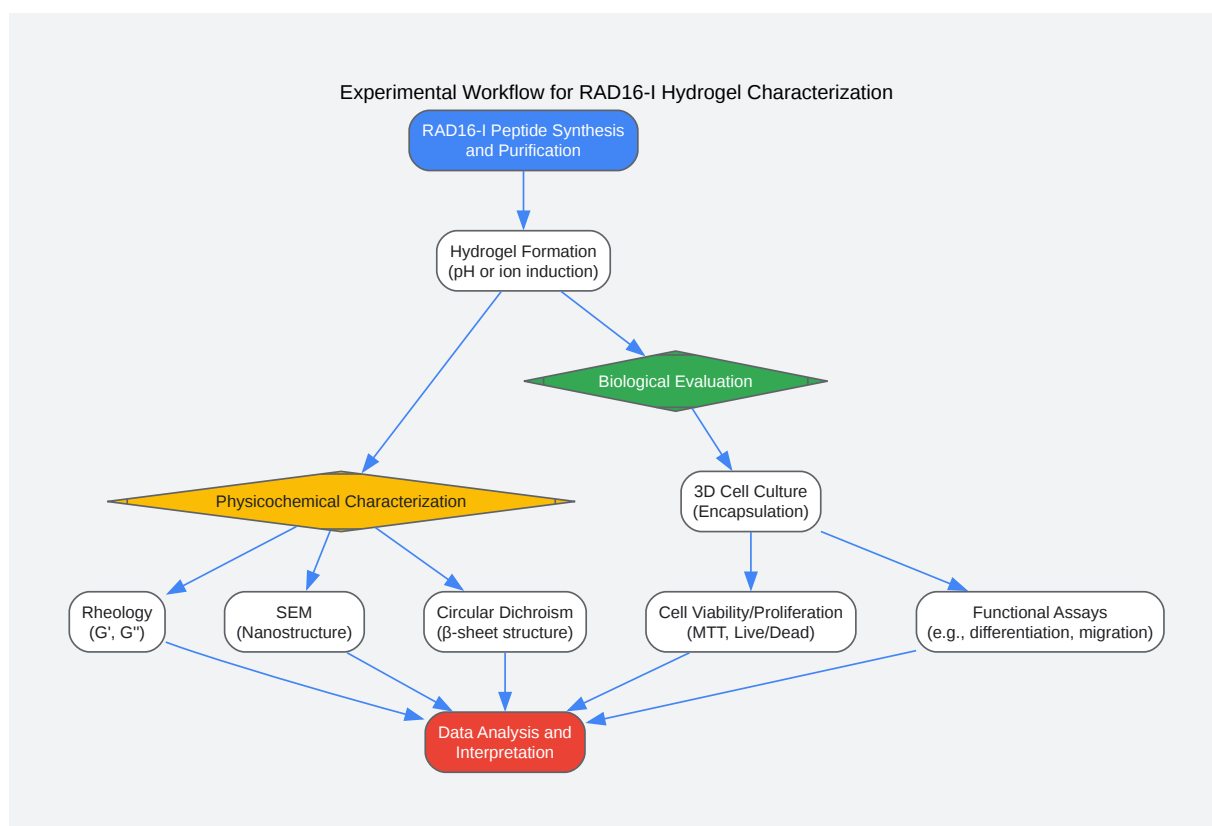 Experimental Workflow for RAD16-I Hydrogel Characterization
RAD16-I Peptide Synthesis
and Purification
Hydrogel Formation
(pH or ion induction)
Biological Evaluation
Physicochemical Characterization
3D Cell Culture
(Encapsulation)
Rheology
(G', G'')
SEM
(Nanostructure)
Circular Dichroism
(β-sheet structure)
Cell Viability/Proliferation
(MTT, Live/Dead)
Functional Assays
(e.g., differentiation, migration)
Data Analysis and
Interpretation